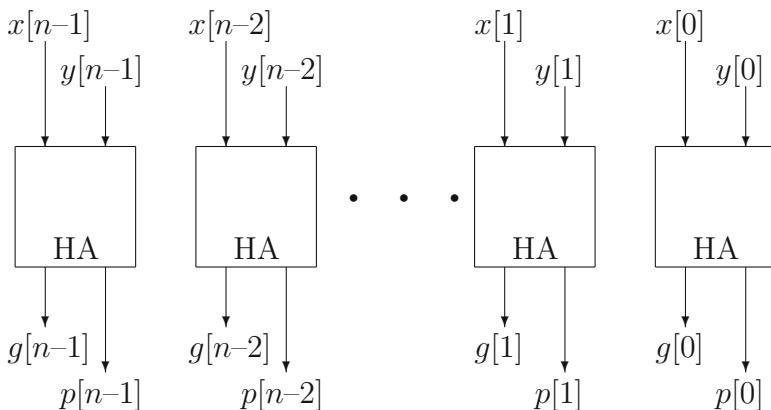 x[n–1] x[n–2] x[1] x[0]
y[n–1] y[n–2] y[1] y[0]
HA HA HA HA
g[n–1] g[n–2] g[1] g[0]
p[n–1] p[n–2] p[1] p[0]